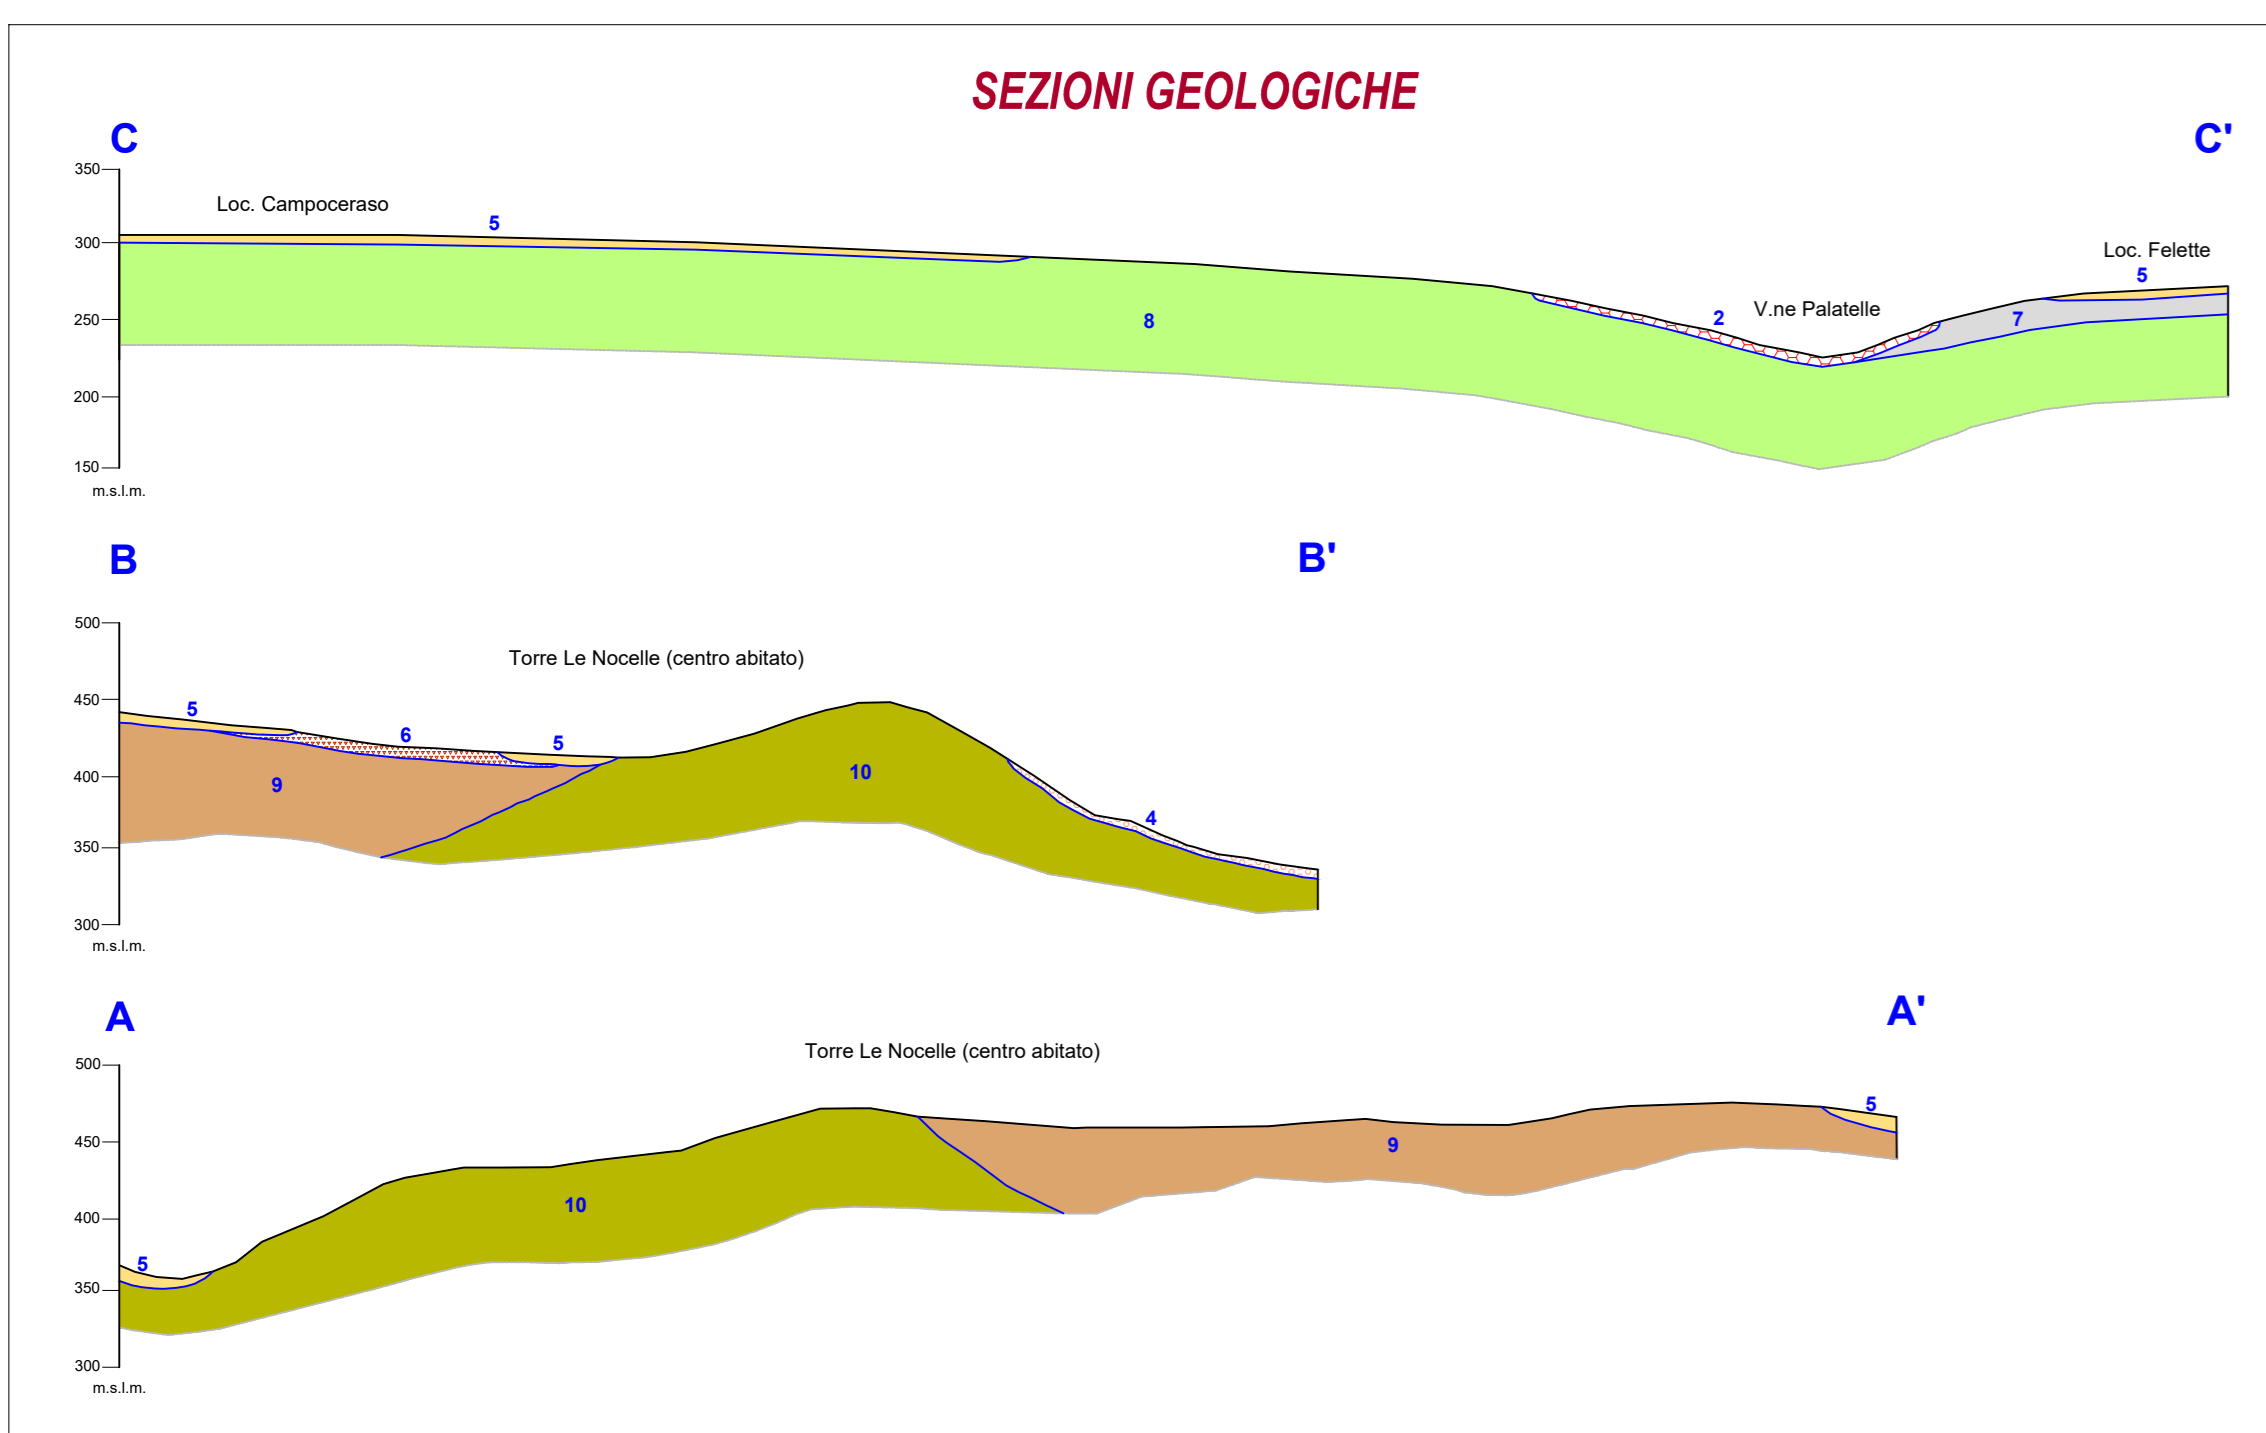 SEZIONI GEOLOGICHE
C C'
350
Loc. Campoceraso
5
300
Loc. Felette
5
250
8
2
V.ne Palatelle
7
200
150
m.s.l.m.
B B'
500
Torre Le Nocelle (centro abitato)
450
5
6
5
400
9
10
4
350
300
m.s.l.m.
A A'
Torre Le Nocelle (centro abitato)
500
5
450
9
10
400
5
350
300
m.s.l.m.